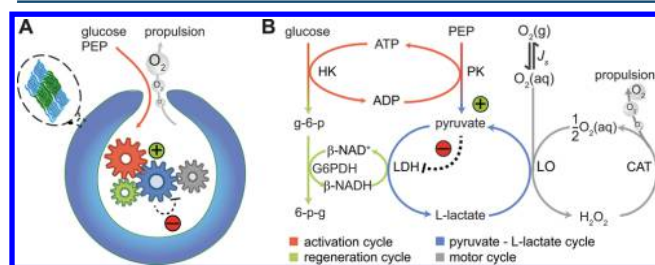 A
glucose
PEP
propulsion
O₂
O₂
O₂
+
−
B
glucose
ATP
PEP
O₂(g)
HK
PK
Jₛ
ADP
O₂(aq)
propulsion
O₂
O₂
g-6-p
+
pyruvate
½O₂(aq)
β-NAD⁺
−
G6PDH
LDH
LO
CAT
β-NADH
6-p-g
L-lactate
H₂O₂
activation cycle
pyruvate - L-lactate cycle
regeneration cycle
motor cycle